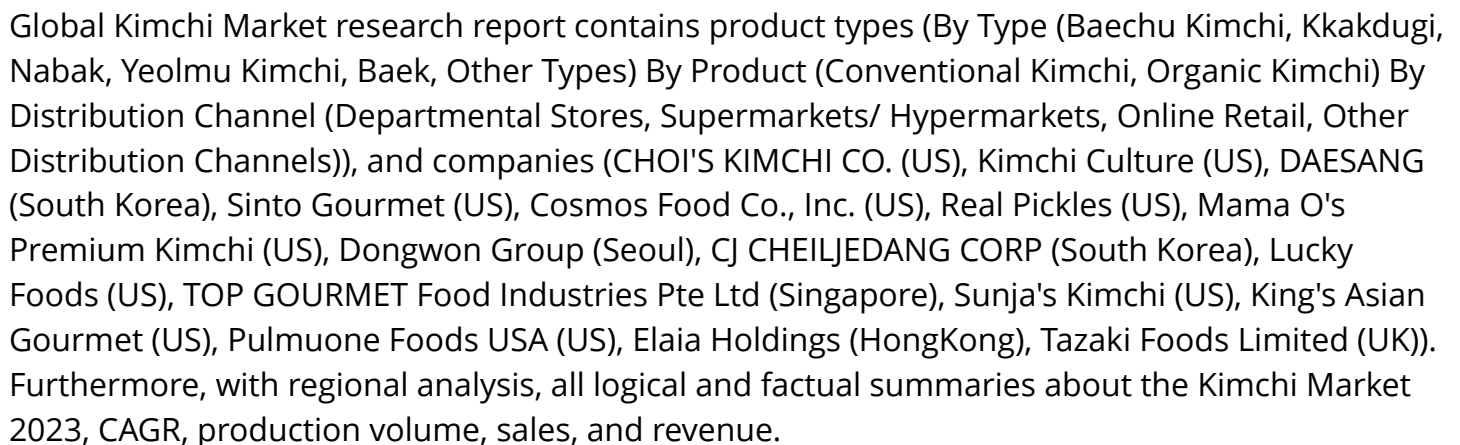 Global Kimchi Market research report contains product types (By Type (Baechu Kimchi, Kkakdugi,
Nabak, Yeolmu Kimchi, Baek, Other Types) By Product (Conventional Kimchi, Organic Kimchi) By
Distribution Channel (Departmental Stores, Supermarkets/ Hypermarkets, Online Retail, Other
Distribution Channels)), and companies (CHOI'S KIMCHI CO. (US), Kimchi Culture (US), DAESANG
(South Korea), Sinto Gourmet (US), Cosmos Food Co., Inc. (US), Real Pickles (US), Mama O's
Premium Kimchi (US), Dongwon Group (Seoul), CJ CHEILJEDANG CORP (South Korea), Lucky
Foods (US), TOP GOURMET Food Industries Pte Ltd (Singapore), Sunja's Kimchi (US), King's Asian
Gourmet (US), Pulmuone Foods USA (US), Elaia Holdings (HongKong), Tazaki Foods Limited (UK)).
Furthermore, with regional analysis, all logical and factual summaries about the Kimchi Market
2023, CAGR, production volume, sales, and revenue.